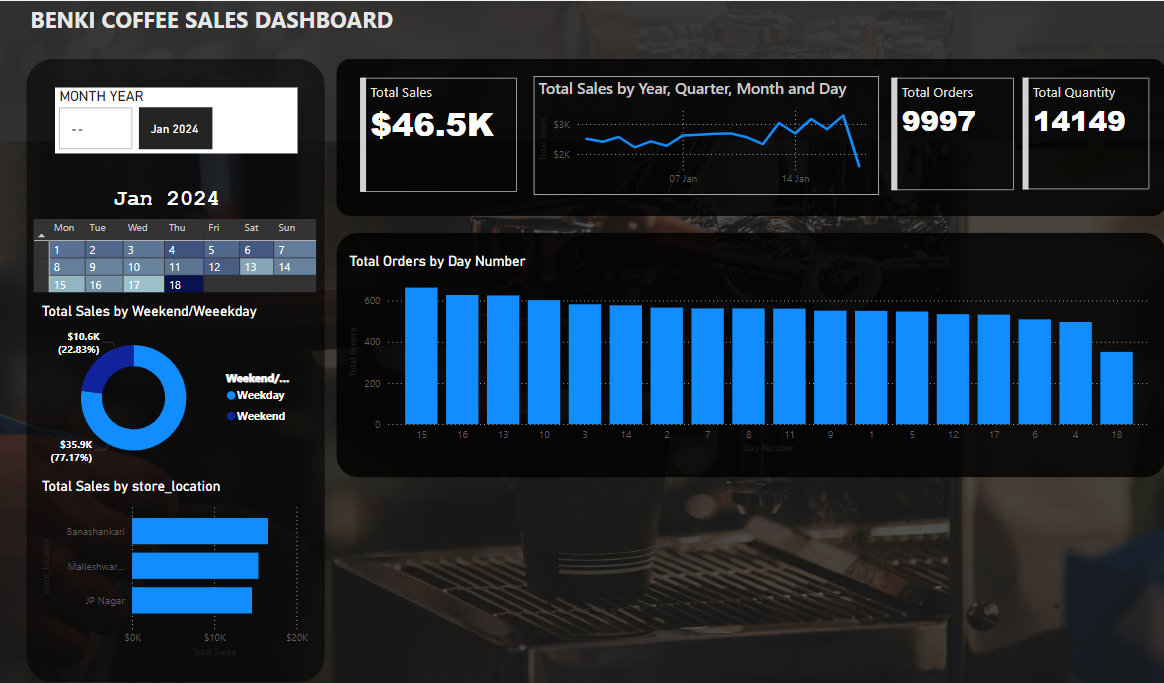 BENKI COFFEE SALES DASHBOARD
MONTH YEAR
--
Jan 2024
Jan 2024
Mon Tue Wed Thu Fri Sat Sun
1 2 3 4 5 6 7
8 9 10 11 12 13 14
15 16 17 18
Total Sales by Weekend/Weeekday
$10.6K
(22.83%)
$35.9K
(77.17%)
Weekend/...
Weekday
Weekend
Total Sales by store_location
store_location
Banashankari
Malleshwar...
JP Nagar
$0K $10K $20K
Total Sales
Total Sales
$46.5K
Total Sales by Year, Quarter, Month and Day
Total Sales
$3K
$2K
07 Jan 14 Jan
Total Orders
9997
Total Quantity
14149
Total Orders by Day Number
Total Orders
600
400
200
0
15 16 13 10 3 14 2 7 8 11 9 1 5 12 17 6 4 18
Day Number